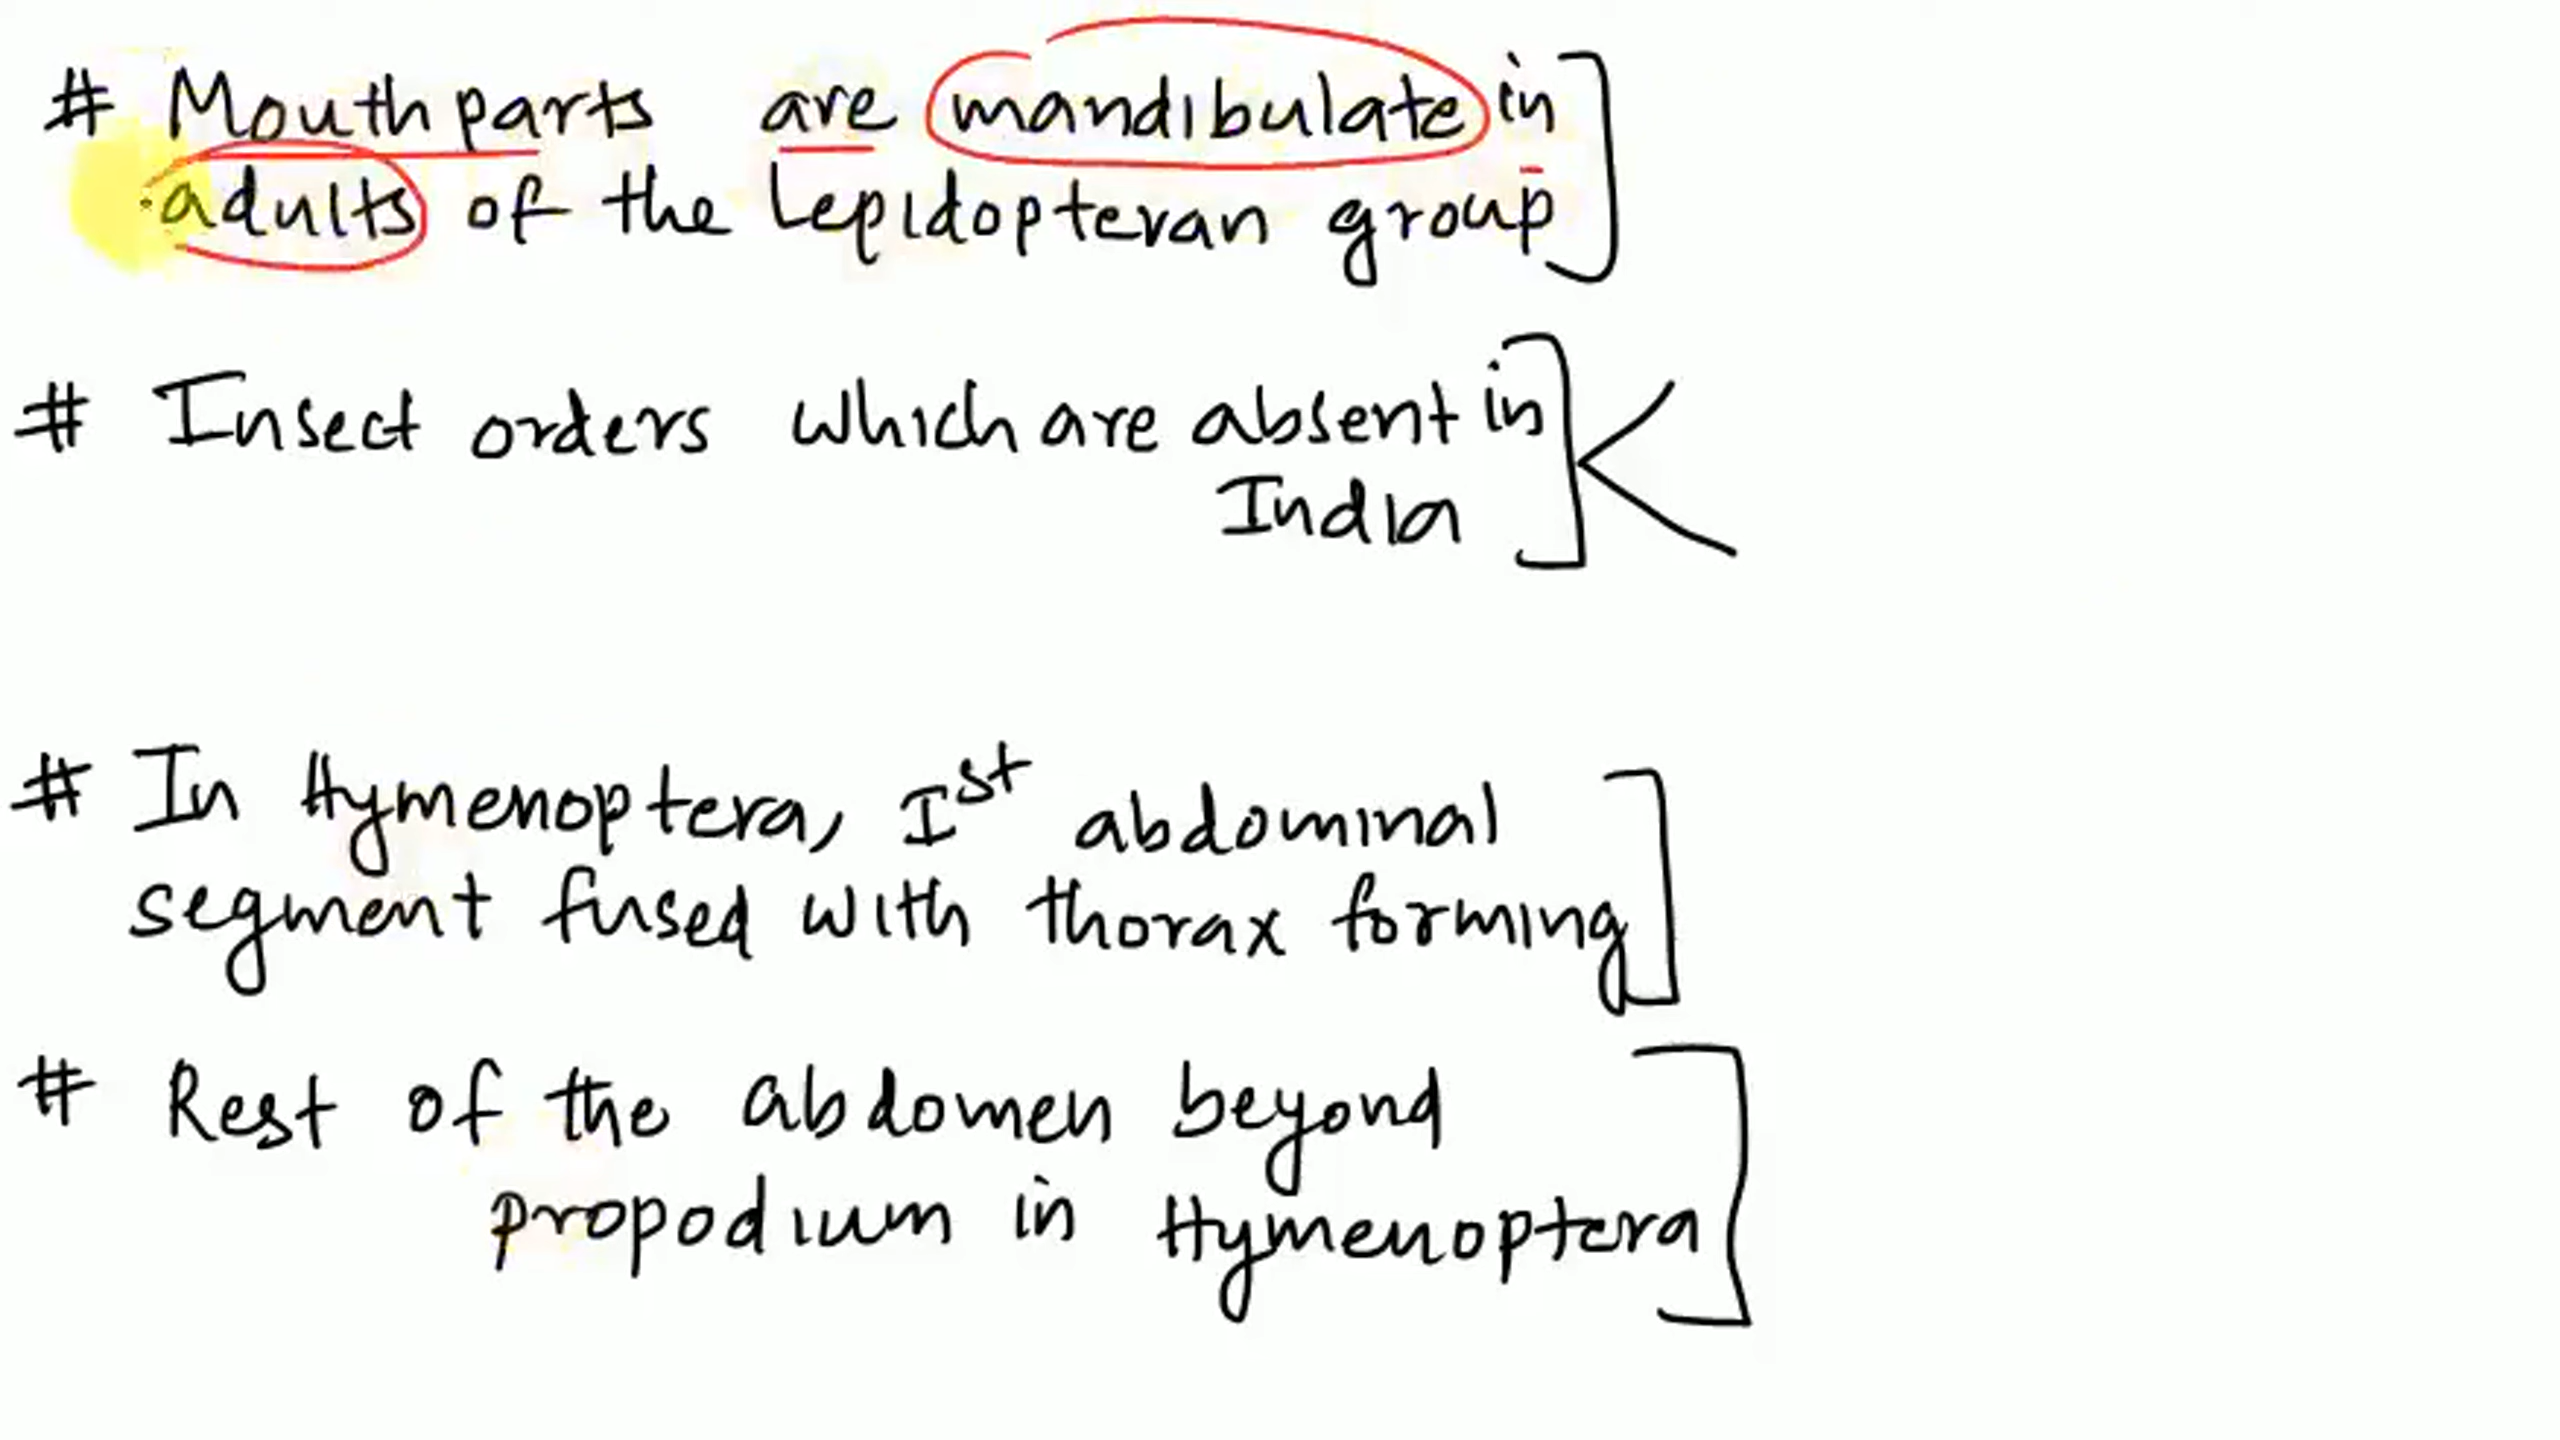 # Mouthparts are mandibulate in
adults of the Lepidopteran group
# Insect orders which are absent in
India
# In Hymenoptera, Ist abdominal
segment fused with thorax forming
# Rest of the abdomen beyond
propodium in Hymenoptera